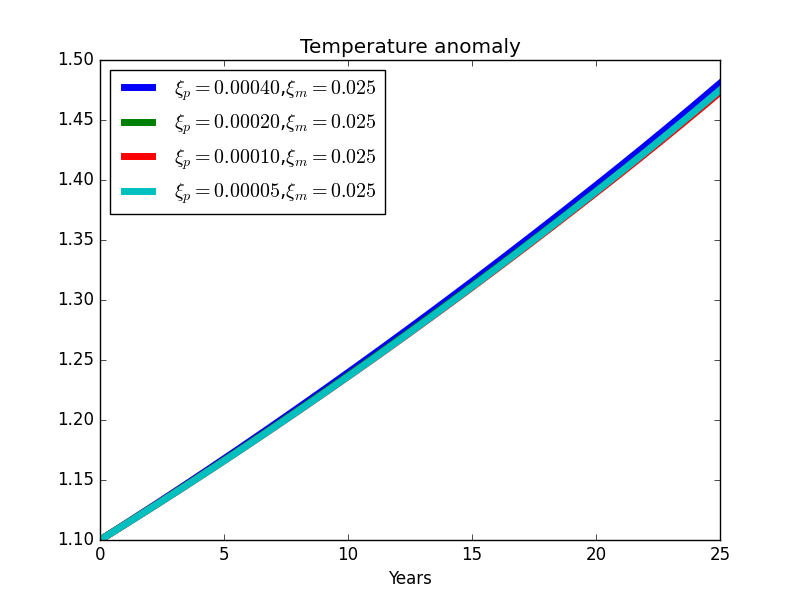 Temperature anomaly
1.50
1.45
1.40
1.35
1.30
1.25
1.20
1.15
1.10
ξp = 0.00040,ξm = 0.025
ξp = 0.00020,ξm = 0.025
ξp = 0.00010,ξm = 0.025
ξp = 0.00005,ξm = 0.025
0 5 10 15 20 25
Years